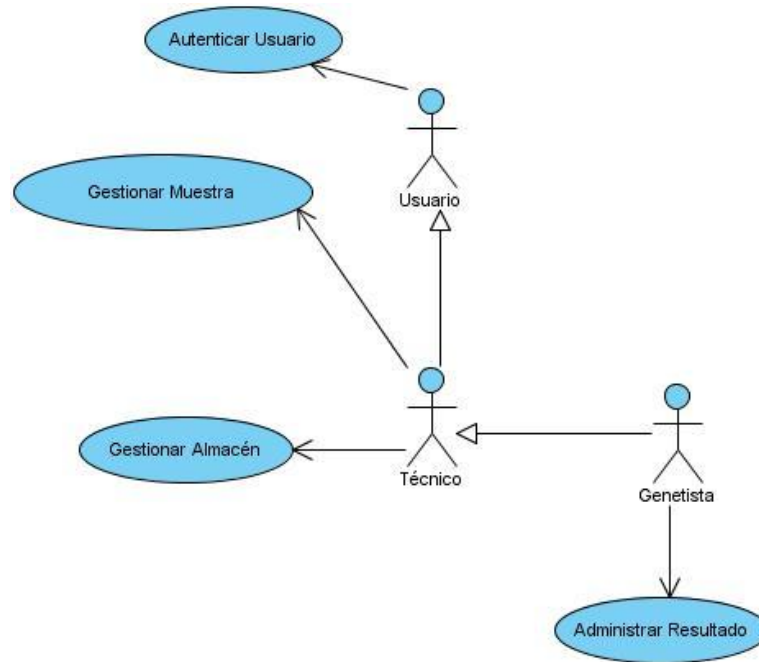 Autenticar Usuario
Gestionar Muestra
Usuario
Gestionar Almacén
Técnico
Genetista
Administrar Resultado